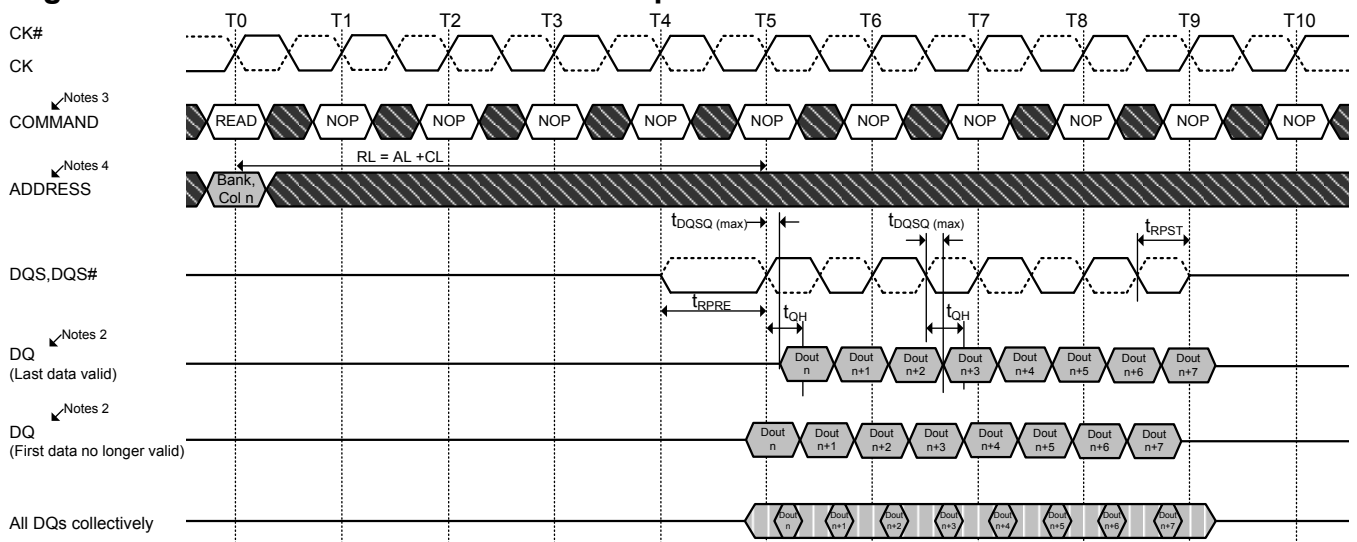 T0 T1 T2 T3 T4 T5 T6 T7 T8 T9 T10
CK#
CK
Notes 3
COMMAND
READ NOP NOP NOP NOP NOP NOP NOP NOP NOP NOP
Notes 4
RL = AL +CL
ADDRESS
Bank,
Col n
tDQSQ (max) tDQSQ (max) tRPST
DQS,DQS#
tRPRE tQH tQH
Notes 2
DQ
(Last data valid)
Dout Dout Dout Dout Dout Dout Dout Dout
n n+1 n+2 n+3 n+4 n+5 n+6 n+7
Notes 2
DQ
(First data no longer valid)
Dout Dout Dout Dout Dout Dout Dout Dout
n n+1 n+2 n+3 n+4 n+5 n+6 n+7
All DQs collectively
Dout Dout Dout Dout Dout Dout Dout Dout
n n+1 n+2 n+3 n+4 n+5 n+6 n+7